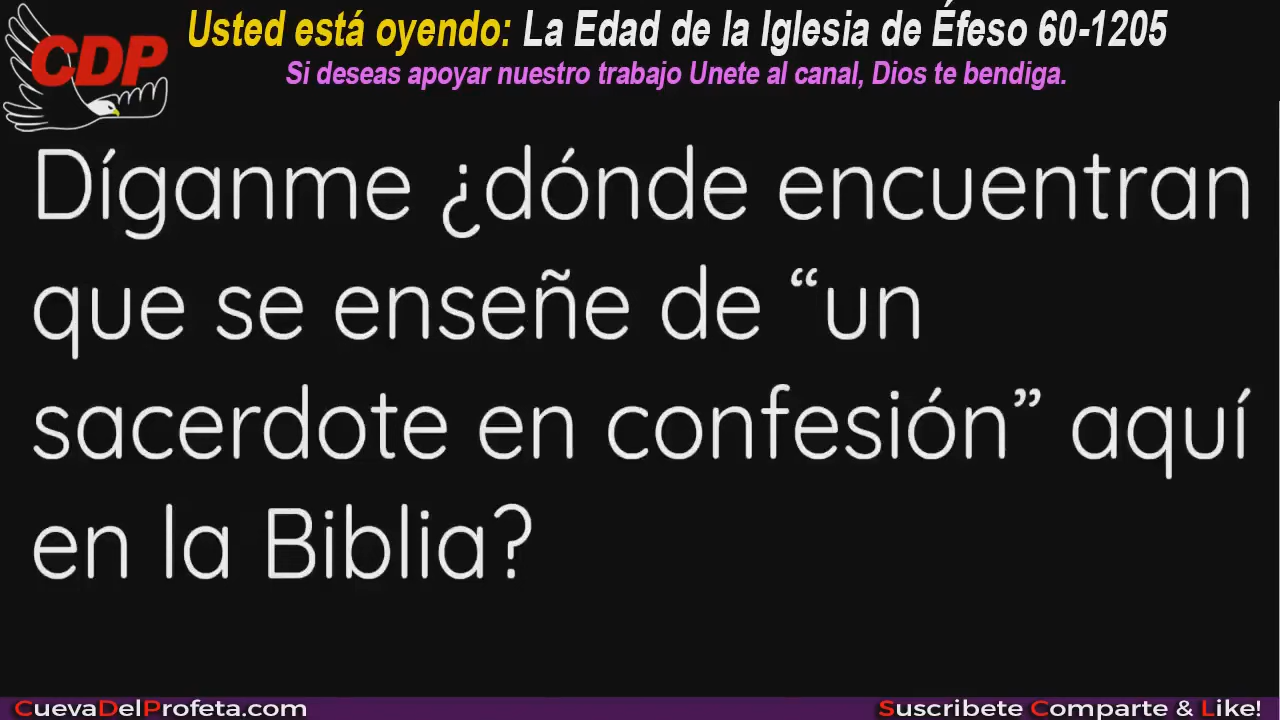 CDP
Usted está oyendo: La Edad de la Iglesia de Éfeso 60-1205
Si deseas apoyar nuestro trabajo Unete al canal, Dios te bendiga.
Díganme ¿dónde encuentran
que se enseñe de “un
sacerdote en confesión” aquí
en la Biblia?
CuevaDelProfeta.com
Suscribete Comparte & Like!